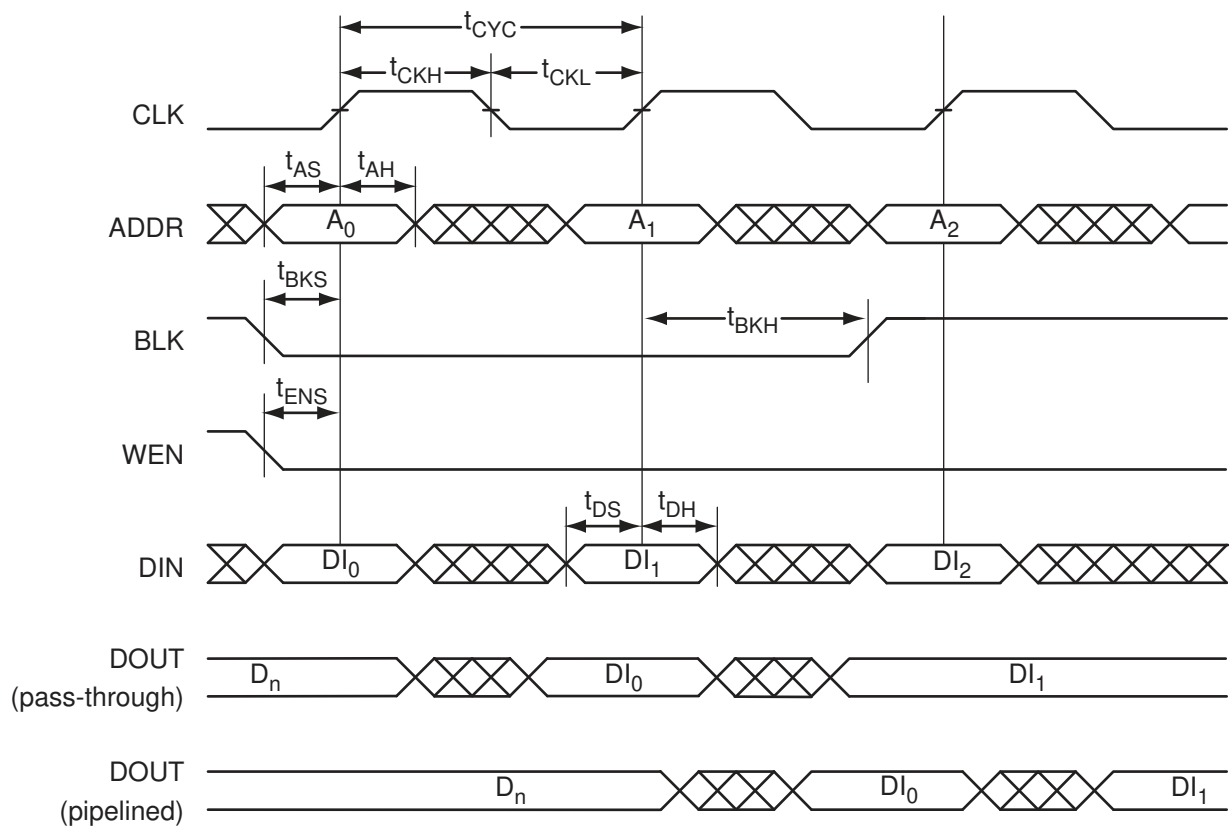 tCYC
tCKH
tCKL
CLK
tAS
tAH
ADDR
A0
A1
A2
tBKS
tBKH
BLK
tENS
WEN
tDS
tDH
DIN
DI0
DI1
DI2
DOUT
(pass-through)
Dn
DI0
DI1
DOUT
(pipelined)
Dn
DI0
DI1